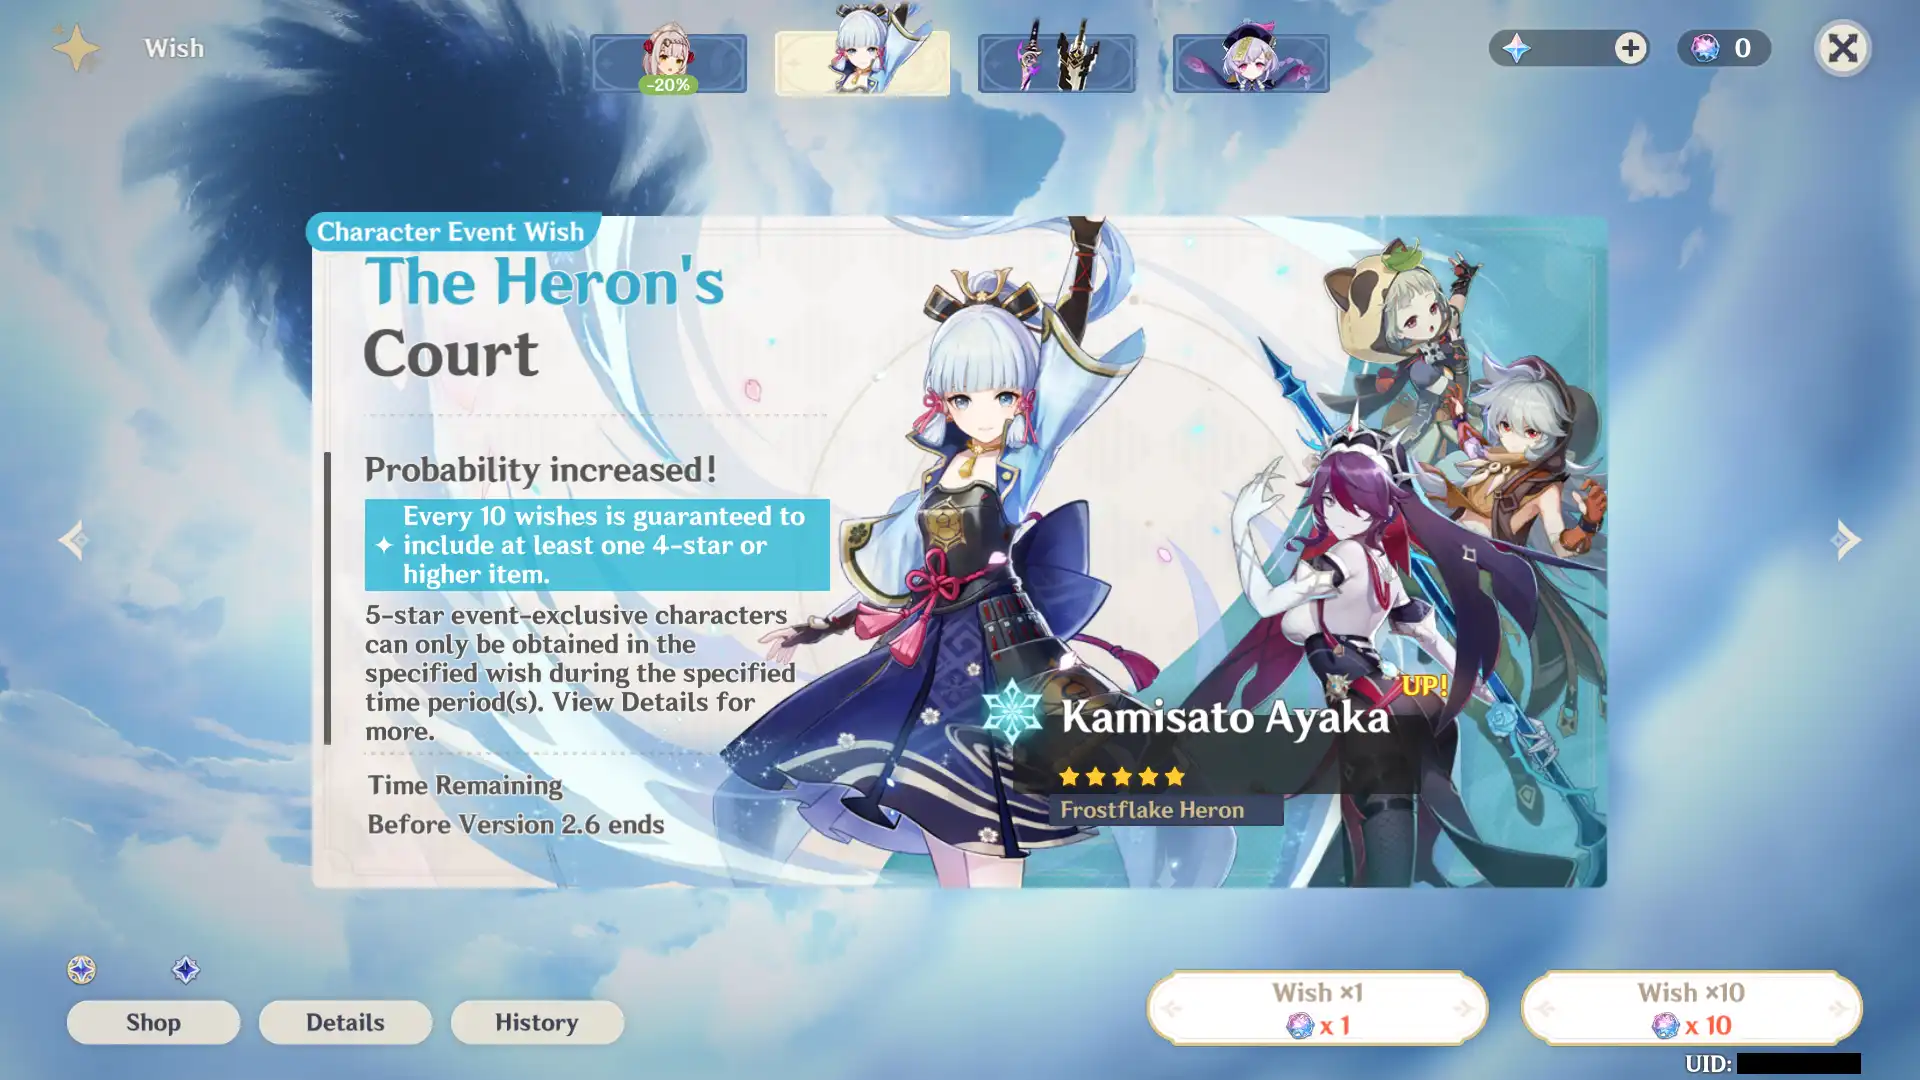 Wish
-20%
0
Character Event Wish
The Heron's
Court
Probability increased!
Every 10 wishes is guaranteed to
include at least one 4-star or
higher item.
5-star event-exclusive characters
can only be obtained in the
specified wish during the specified
time period(s). View Details for
more.
Time Remaining
Before Version 2.6 ends
UP!
Kamisato Ayaka
Frostflake Heron
Shop
Details
History
Wish ×1
x 1
Wish ×10
x 10
UID: